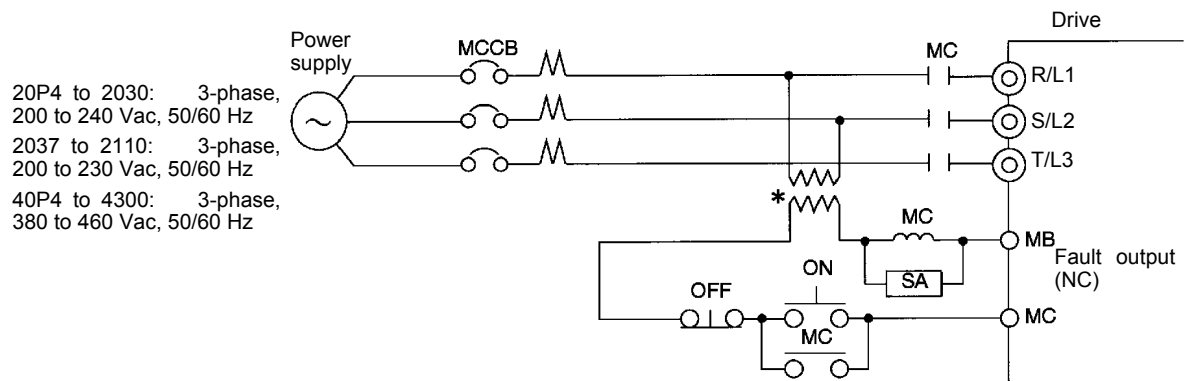 Drive
Power
supply
MCCB
MC
R/L1
20P4 to 2030: 3-phase,
200 to 240 Vac, 50/60 Hz
~
S/L2
2037 to 2110: 3-phase,
200 to 230 Vac, 50/60 Hz
T/L3
40P4 to 4300: 3-phase,
380 to 460 Vac, 50/60 Hz
*
MC
MB
Fault output
(NC)
SA
ON
OFF
MC
MC